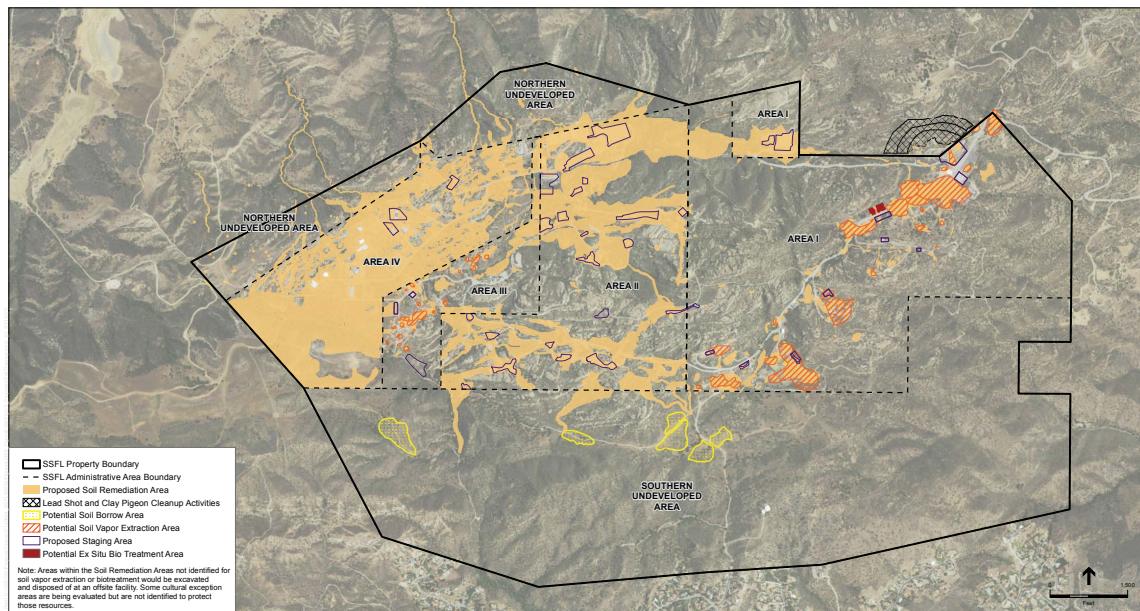 NORTHERN
UNDEVELOPED
AREA
AREA I
NORTHERN
UNDEVELOPED AREA
AREA IV
AREA III
AREA II
AREA I
SOUTHERN
UNDEVELOPED
AREA
SSFL Property Boundary
SSFL Administrative Area Boundary
Proposed Soil Remediation Area
Lead Shot and Clay Pigeon Cleanup Activities
Potential Soil Borrow Area
Potential Soil Vapor Extraction Area
Proposed Staging Area
Potential Ex Situ Bio Treatment Area
Note: Areas within the Soil Remediation Areas not identified for
soil vapor extraction or biotreatment would be excavated
and disposed of at an offsite facility. Some cultural exception
areas are being evaluated but are not identified to protect
those resources.
0 1,500
Feet